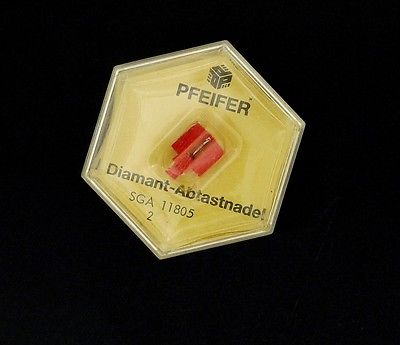 PFEIFER
Diamant-Abtastnadel
SGA 11805
2